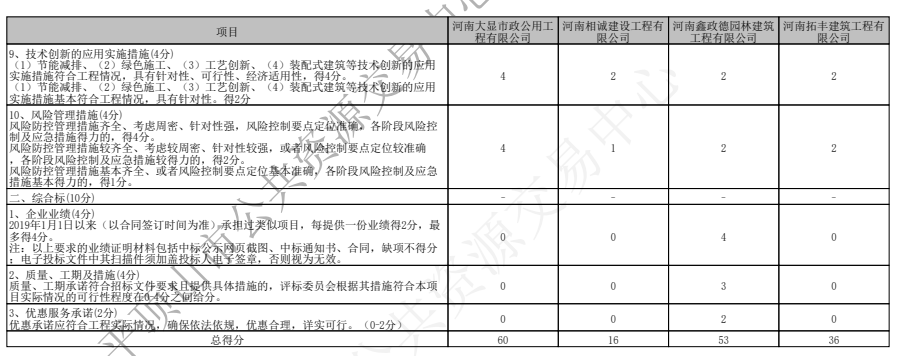 项目
河南大显市政公用工程有限公司
河南相诚建设工程有限公司
河南鑫政德园林建筑工程有限公司
河南拓丰建筑工程有限公司
9、技术创新的应用实施措施(4分)
（1）节能减排、（2）绿色施工、（3）工艺创新、（4）装配式建筑等技术创新的应用
实施措施符合工程情况，具有针对性、可行性、经济适用性，得4分。
（1）节能减排、（2）绿色施工、（3）工艺创新、（4）装配式建筑等技术创新的应用
实施措施基本符合工程情况，具有针对性。得2分
4 2 2 2
10、风险管理措施(4分)
风险防控管理措施齐全、考虑周密、针对性强，风险控制要点定位准确，各阶段风险控
制及应急措施得力的，得4分。
风险防控管理措施较齐全、考虑较周密、针对性较强，或者风险控制要点定位较准确
，各阶段风险控制及应急措施较得力的，得2分。
风险防控管理措施基本齐全、或者风险控制要点定位基本准确，各阶段风险控制及应急
措施基本得力的，得1分。
4 1 2 2
二、综合标(10分) - - - -
1、企业业绩(4分)
2019年1月1日以来（以合同签订时间为准）承担过类似项目，每提供一份业绩得2分，最
多得4分。
注：以上要求的业绩证明材料包括中标公示网页截图、中标通知书、合同，缺项不得分
；电子投标文件中其扫描件须加盖投标人电子签章，否则视为无效。
0 0 4 0
2、质量、工期及措施(4分)
质量、工期承诺符合招标文件要求且提供具体措施的，评标委员会根据其措施符合本项
目实际情况的可行性程度在0-4分之间给分。
0 0 3 0
3、优惠服务承诺(2分)
优惠承诺应符合工程实际情况，确保依法依规，优惠合理，详实可行。（0-2分）
0 0 2 0
总得分 60 16 53 36
平顶山市公共资源交易中心
公共资源交易中心